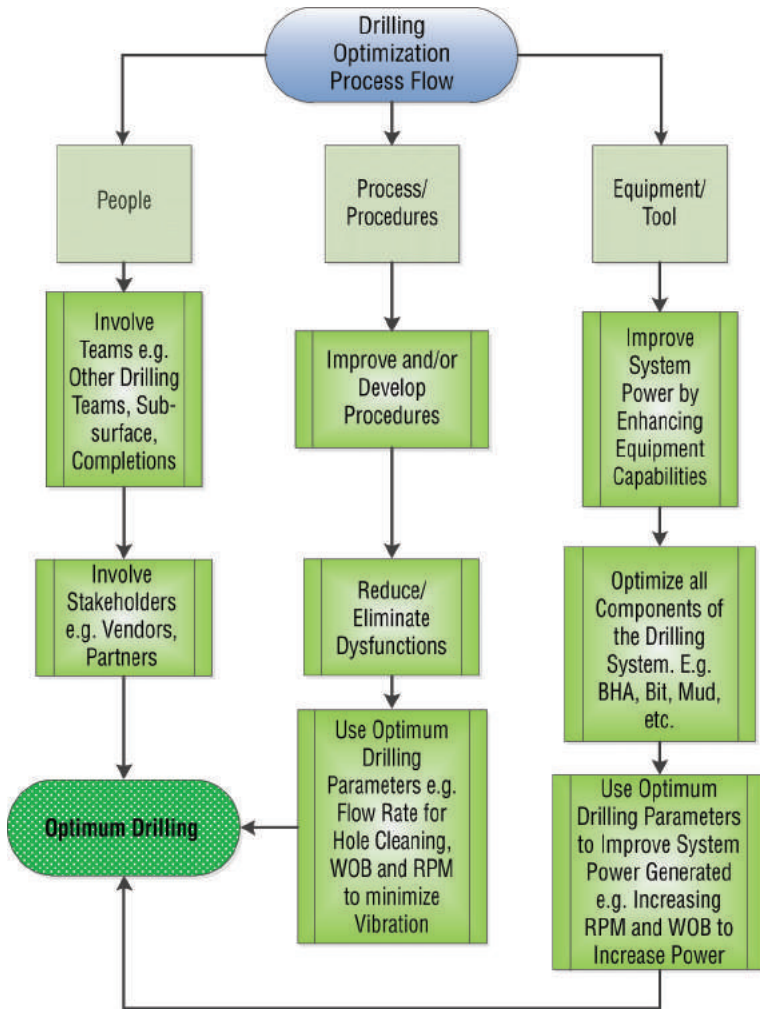 Drilling
Optimization
Process Flow
People
Process/
Procedures
Equipment/
Tool
Involve
Teams e.g.
Other Drilling
Teams, Sub-
surface,
Completions
Improve and/or
Develop
Procedures
Improve
System
Power by
Enhancing
Equipment
Capabilities
Involve
Stakeholders
e.g. Vendors,
Partners
Reduce/
Eliminate
Dysfunctions
Optimize all
Components of
the Drilling
System. E.g.
BHA, Bit, Mud,
etc.
Optimum Drilling
Use Optimum
Drilling
Parameters e.g.
Flow Rate for
Hole Cleaning,
WOB and RPM
to minimize
Vibration
Use Optimum
Drilling Parameters
to Improve System
Power Generated
e.g. Increasing
RPM and WOB to
Increase Power